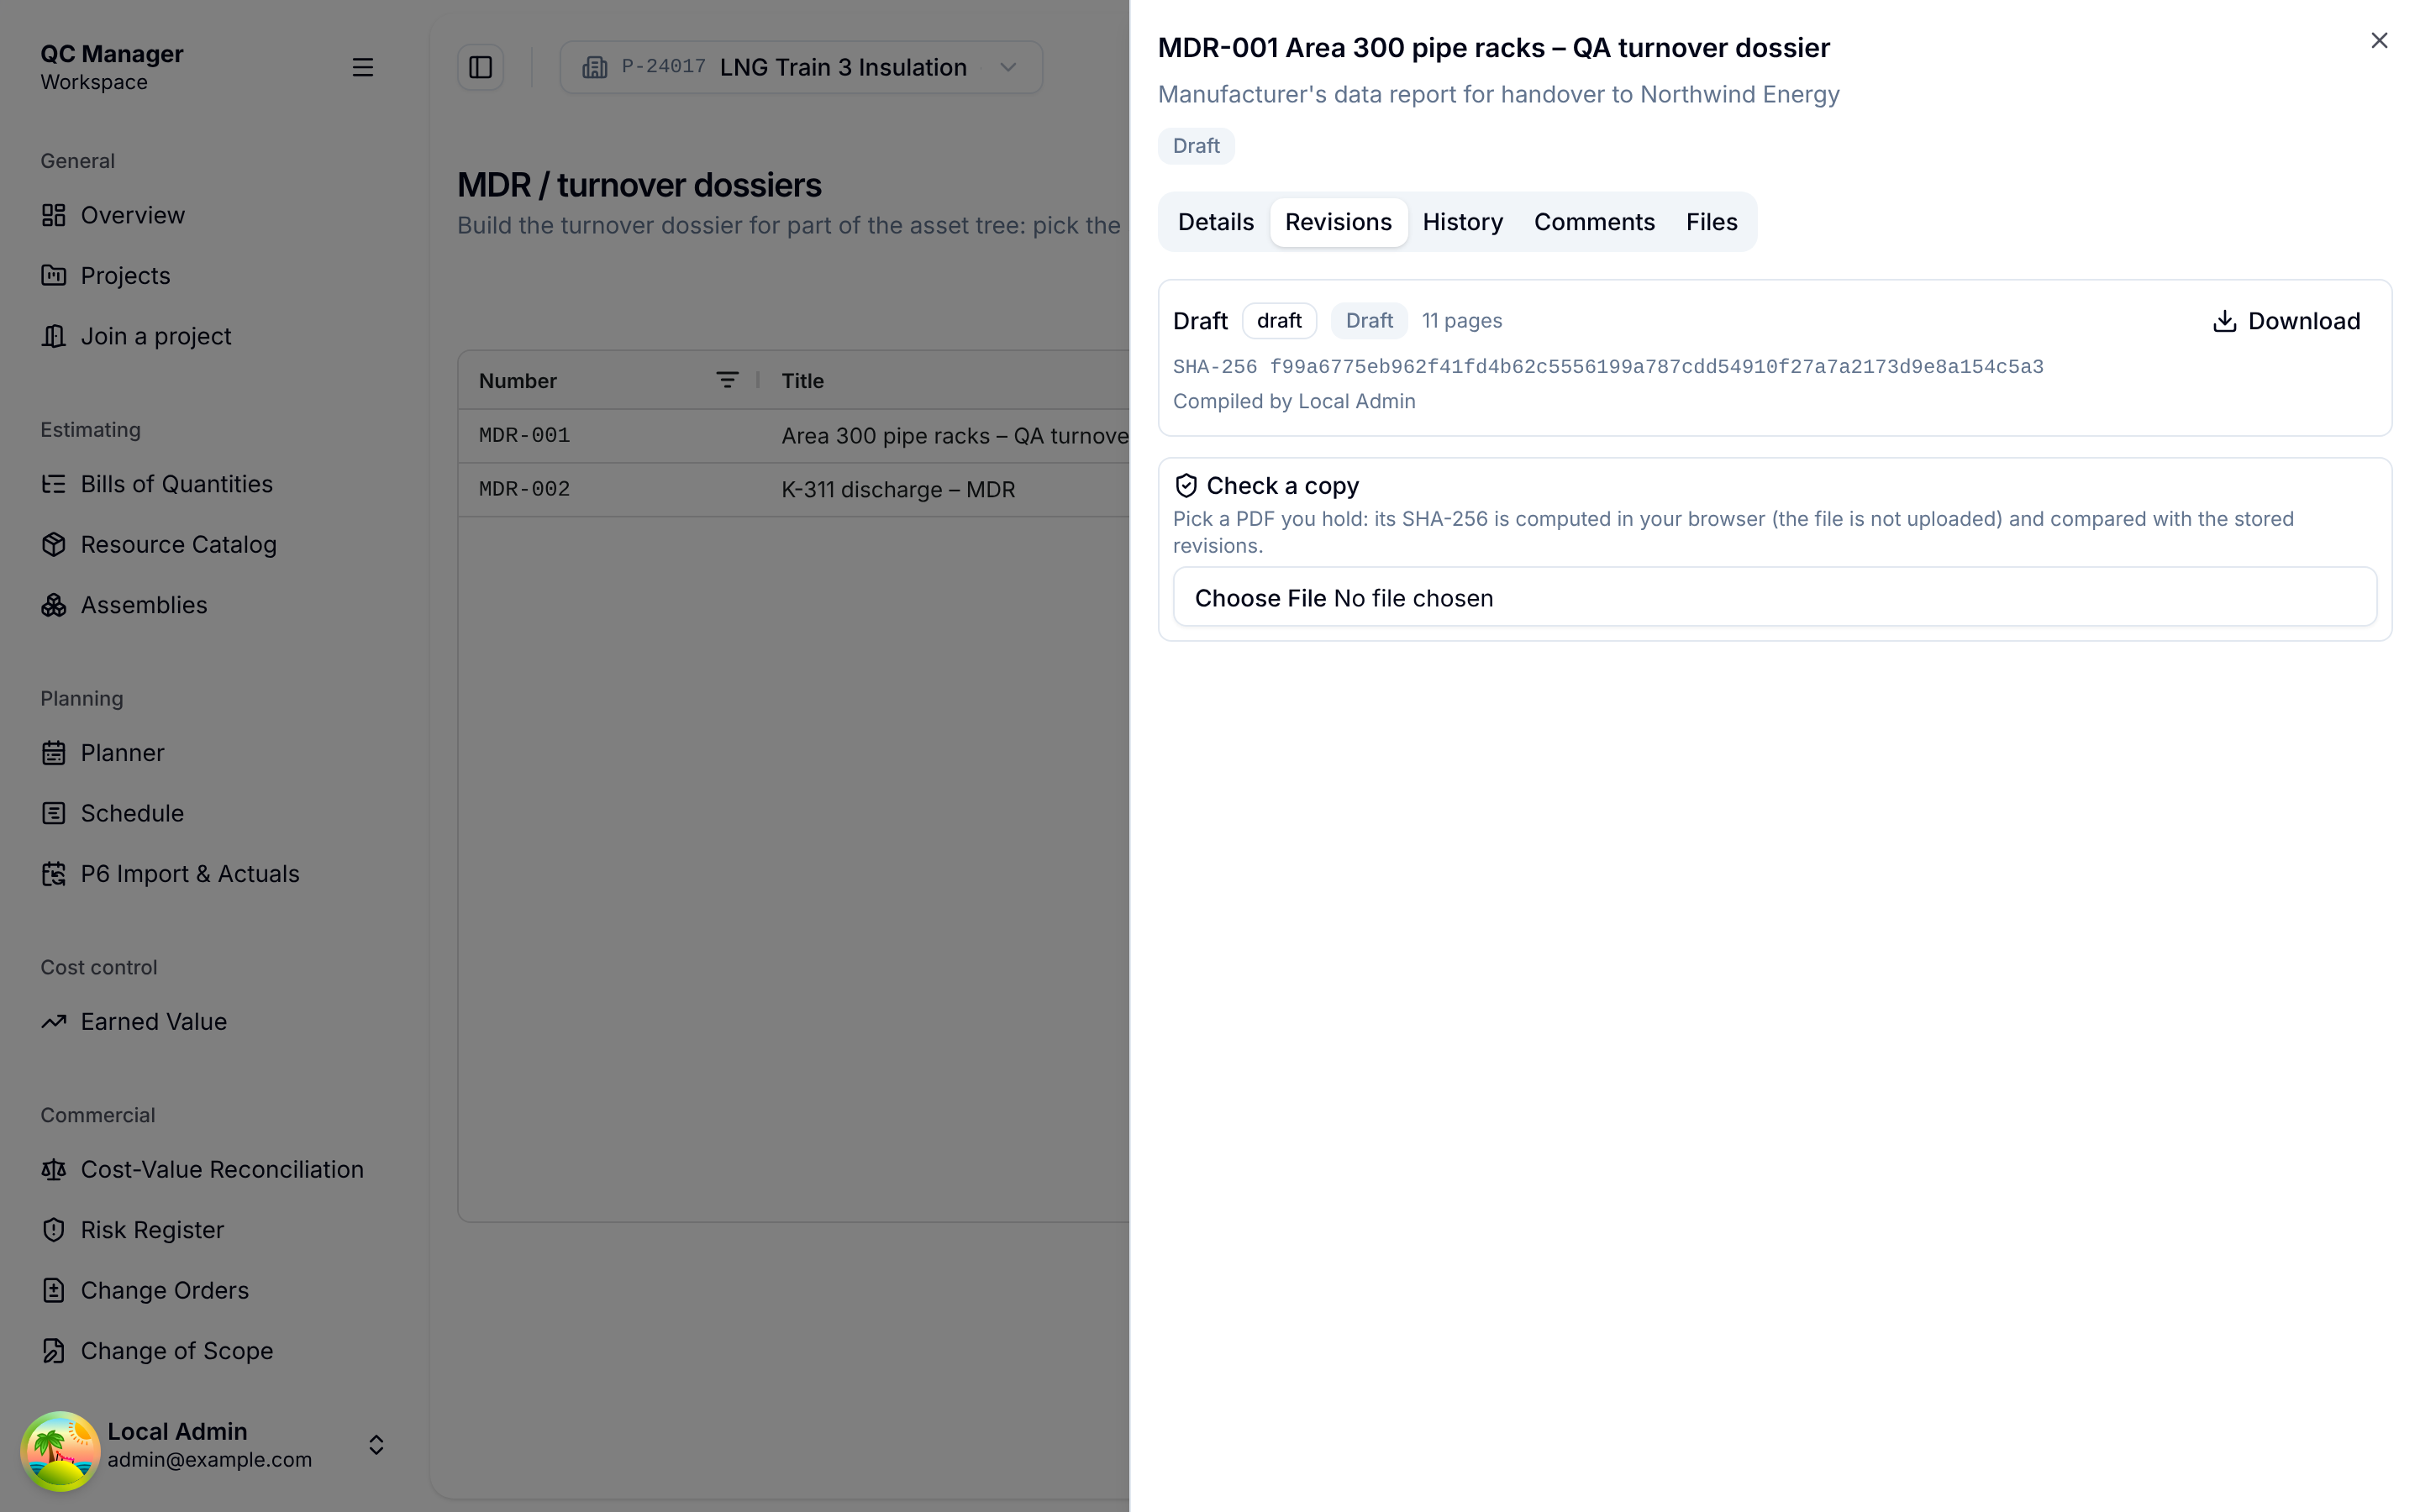 QC Manager
Workspace
General
Overview
Projects
Join a project
Estimating
Bills of Quantities
Resource Catalog
Assemblies
Planning
Planner
Schedule
P6 Import & Actuals
Cost control
Earned Value
Commercial
Cost-Value Reconciliation
Risk Register
Change Orders
Change of Scope
Local Admin
admin@example.com
P-24017 LNG Train 3 Insulation
MDR / turnover dossiers
Build the turnover dossier for part of the asset tree: pick the
Number Title
MDR-001 Area 300 pipe racks – QA turnove
MDR-002 K-311 discharge – MDR
MDR-001 Area 300 pipe racks – QA turnover dossier
Manufacturer's data report for handover to Northwind Energy
Draft
Details Revisions History Comments Files
Draft draft Draft 11 pages Download
SHA-256 f99a6775eb962f41fd4b62c5556199a787cdd54910f27a7a2173d9e8a154c5a3
Compiled by Local Admin
Check a copy
Pick a PDF you hold: its SHA-256 is computed in your browser (the file is not uploaded) and compared with the stored
revisions.
Choose File No file chosen